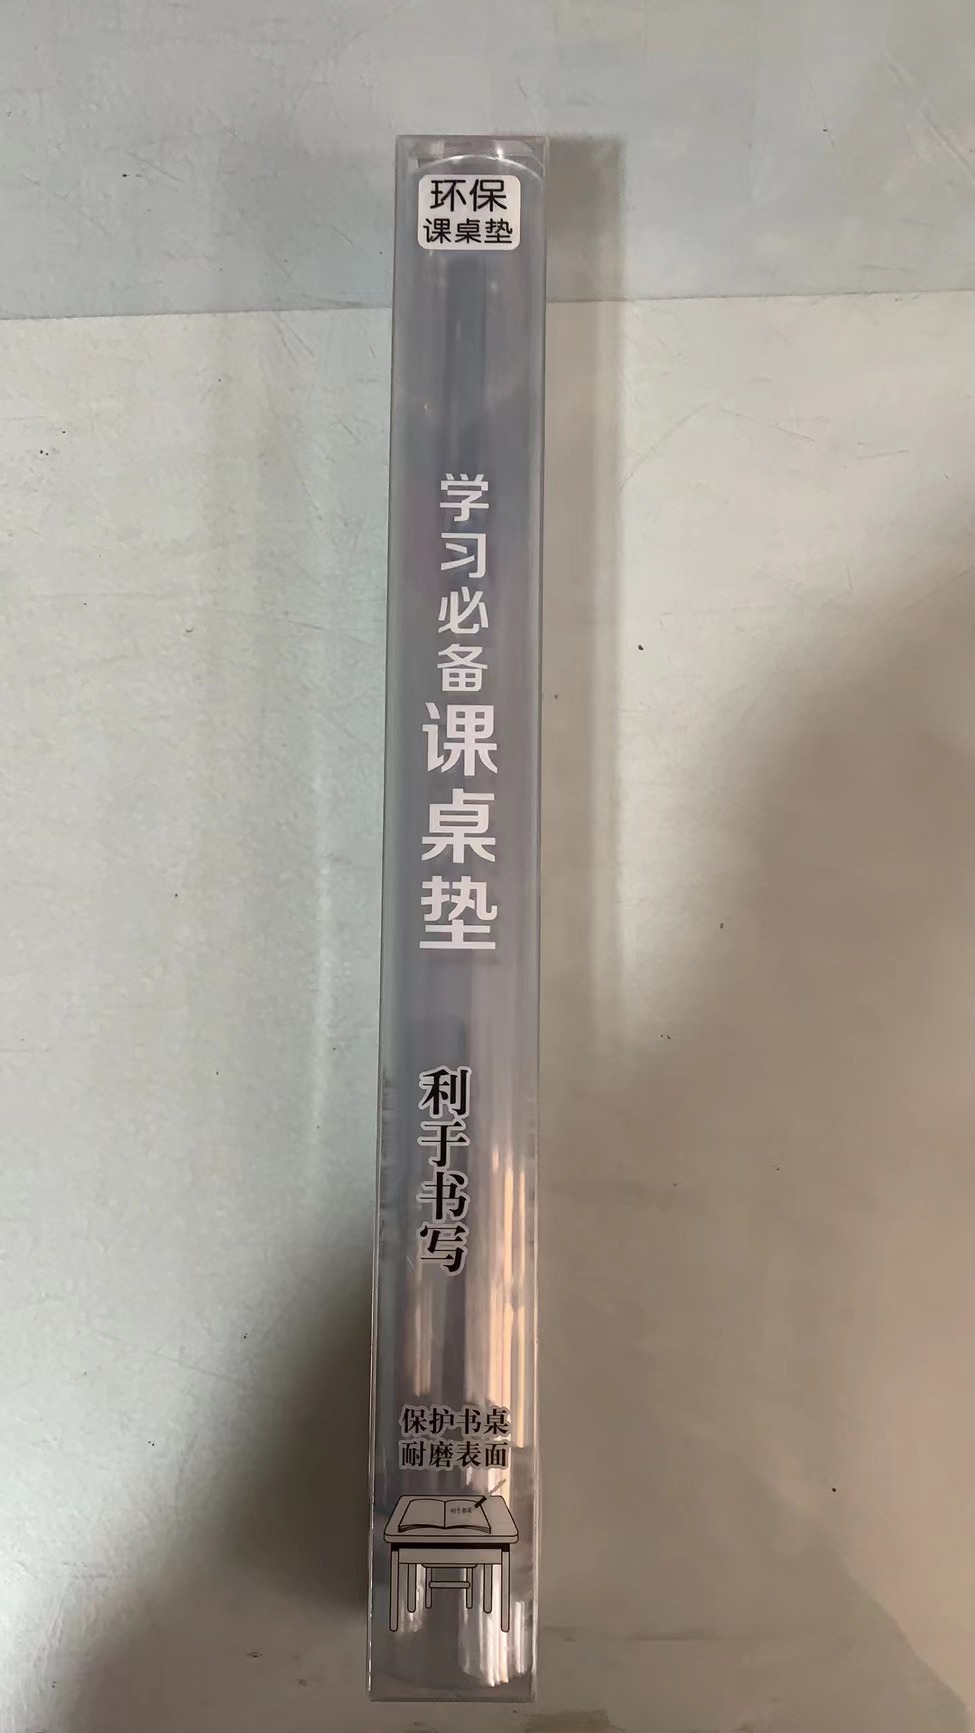 环保
课桌垫
学习必备课桌垫
利于书写
保护书桌
耐磨表面